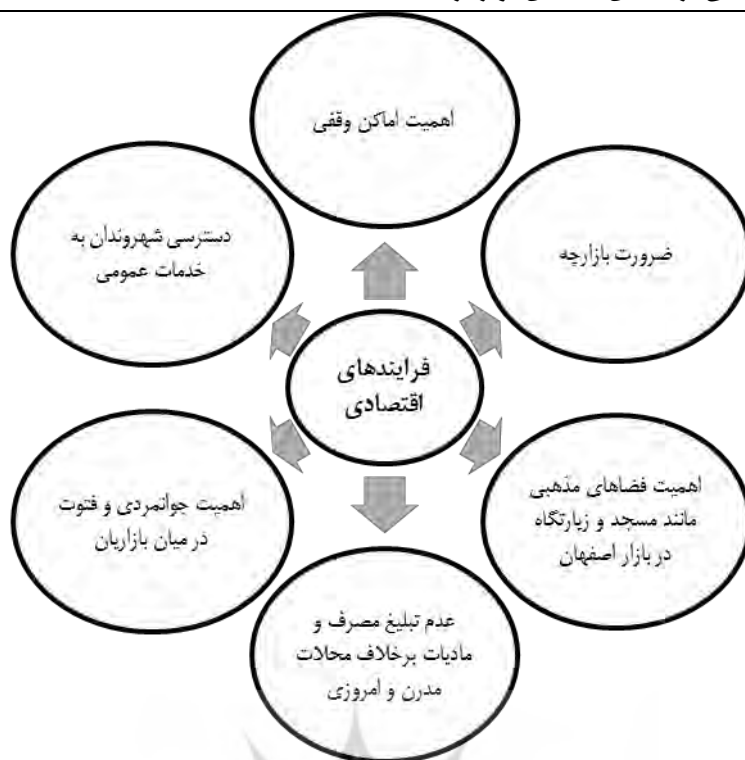 اهمیت اماکن وقفی
ضرورت بازارچه
دسترسی شهروندان به
خدمات عمومی
فرایندهای
اقتصادی
اهمیت فضاهای مذهبی
مانند مسجد و زیارتگاه
در بازار اصفهان
اهمیت جوانمردی و فتوت
در میان بازاریان
عدم تبلیغ مصرف و
مادیات برخلاف محلات
مدرن و امروزی